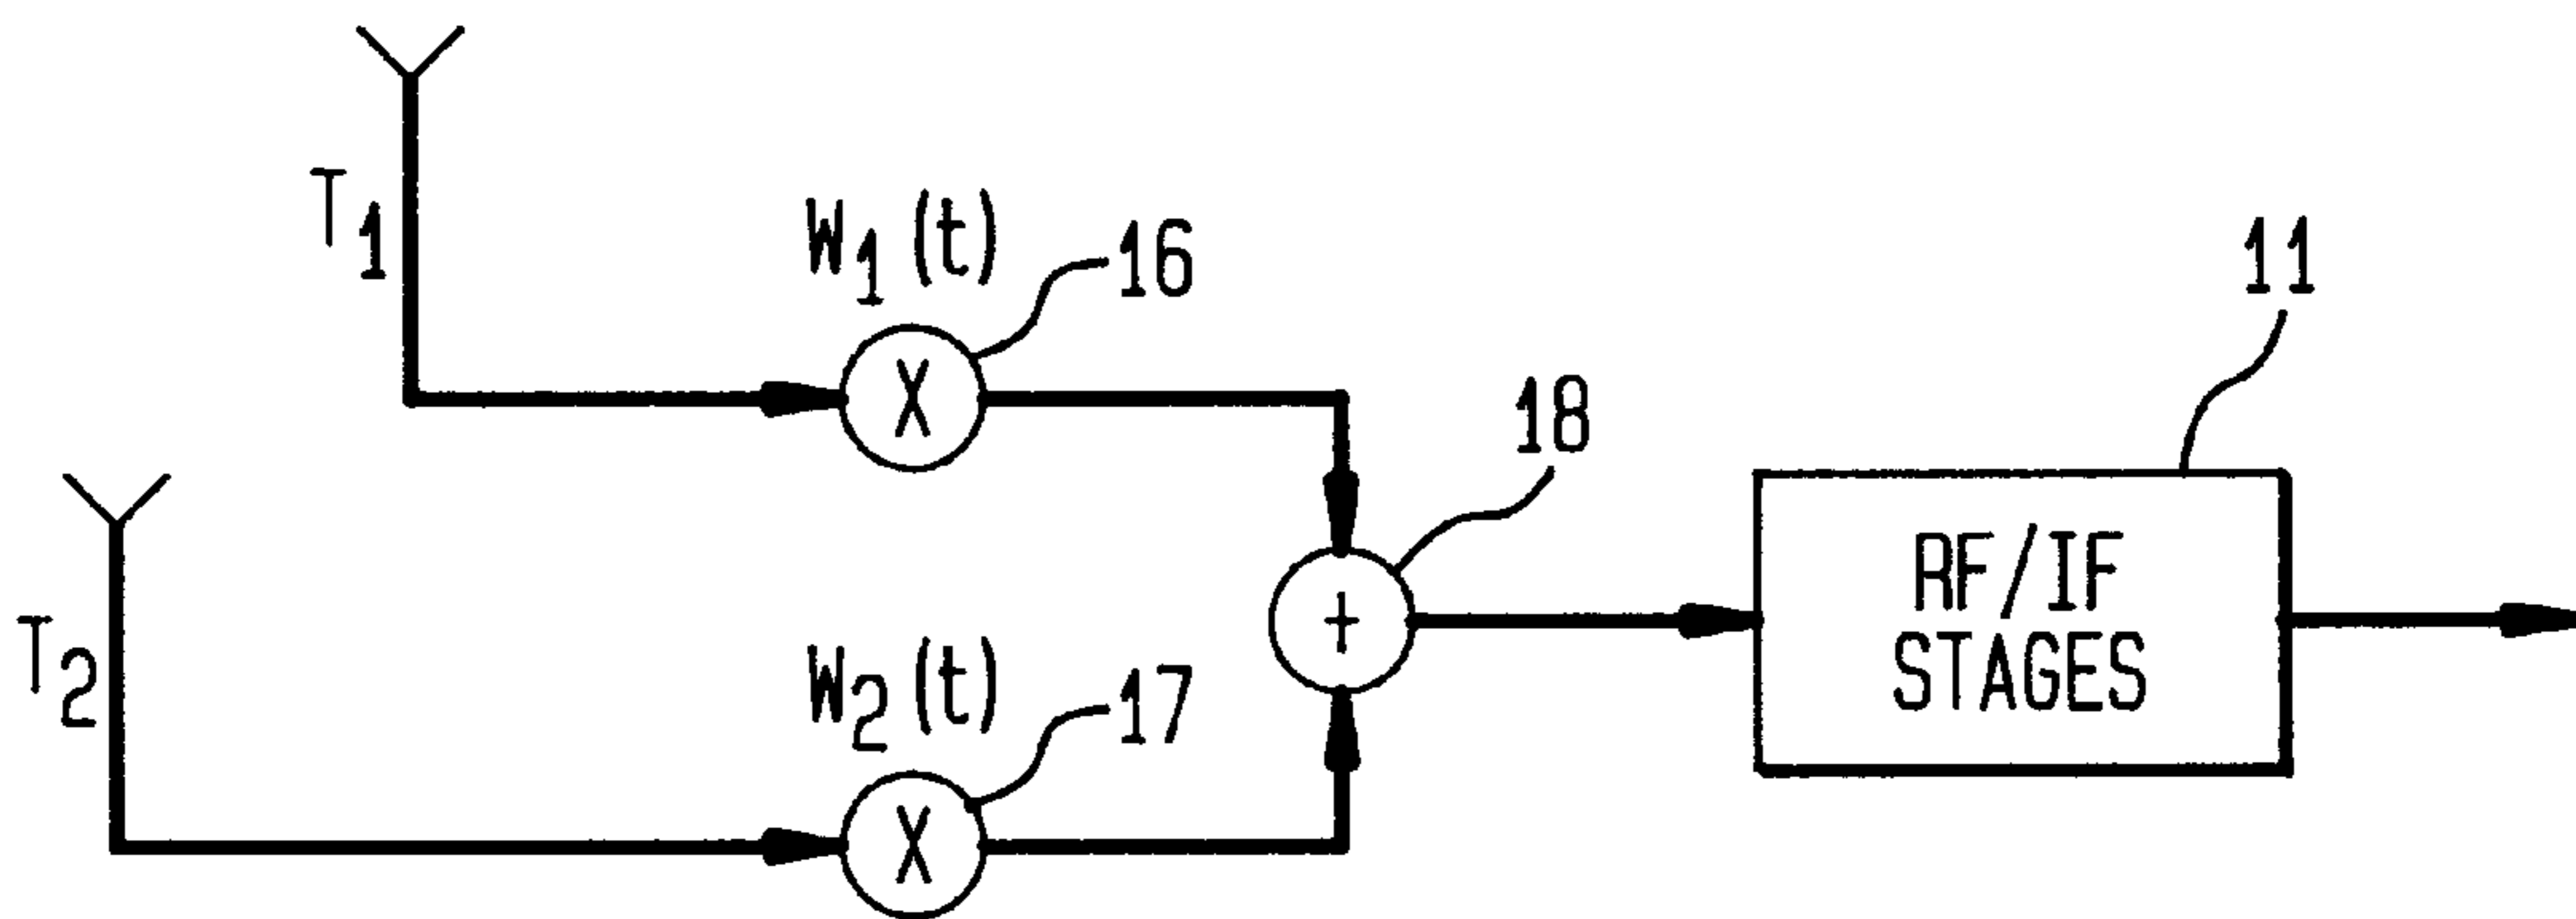 T1
W1(t)
16
11
18
X
T2
W2(t)
17
+
RF/IF
STAGES
X